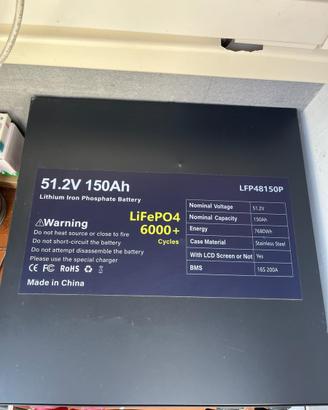 51.2V 150Ah
LFP48150P
Lithium Iron Phosphate Battery
LiFePO4
6000+
Cycles
⚠Warning
Do not heat source or close to fire
Do not short-circuit the battery
Do not attempt disassemble the battery
Please use the special charger
CE FC RoHS
Made in China
Nominal Voltage 51.2V
Nominal Capacity 150Ah
Energy 7680Wh
Case Material Stainless Steel
With LCD Screen or Not Yes
BMS 16S 200A